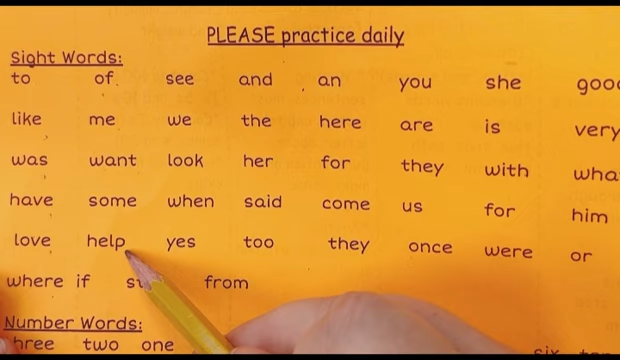 PLEASE practice daily
Sight Words:
to of see and an you she
like me we the here are is very
was want look her for they with
have some when said come us for him
love help yes too they once were or
where if from
Number Words:
two one